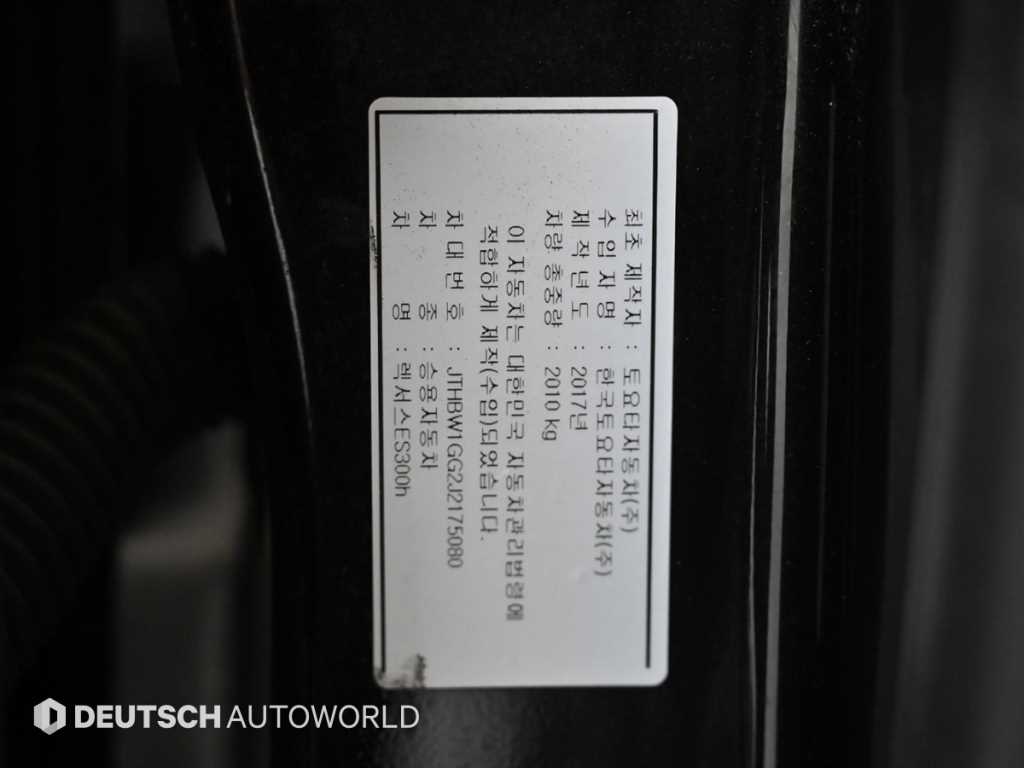 최초 제작자 : 토요타자동차(주)
수 입 자 명 : 한국토요타자동차(주)
제 작 년 도 : 2017년
차량 총중량 : 2010 kg
이 자동차는 대한민국 자동차관리법령에
적합하게 제작(수입)되었습니다.
차 대 번 호 : JTHBW1GG2J2175080
차 종 : 승용자동차
차 명 : 렉서스ES300h
DEUTSCH AUTOWORLD